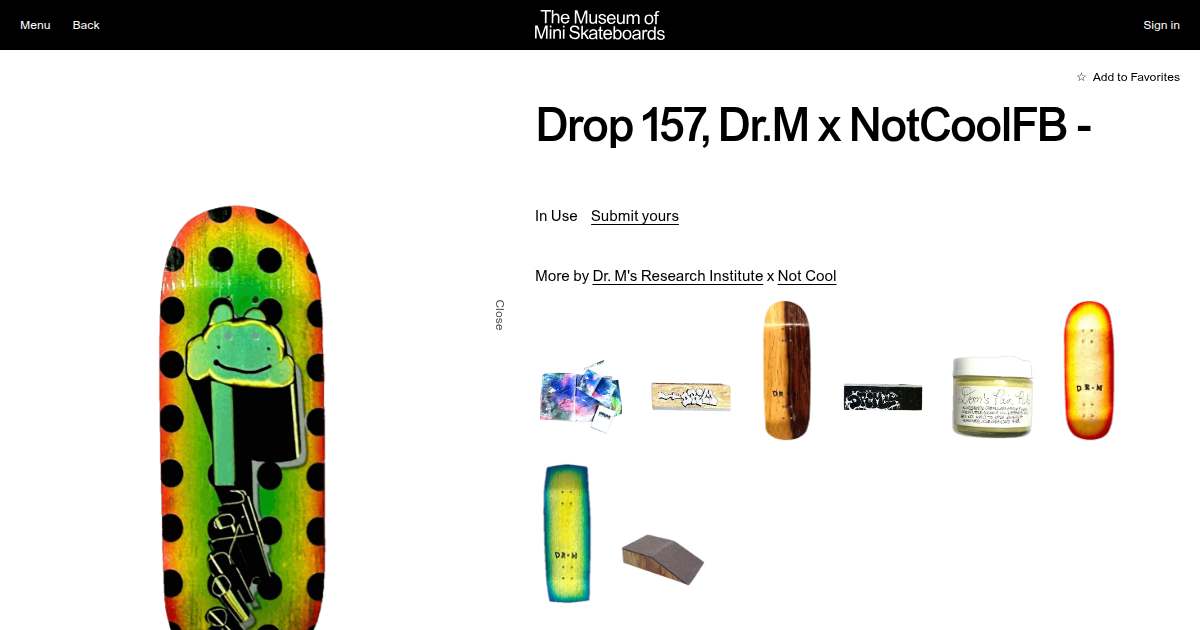 Menu
Back
The Museum of
Mini Skateboards
Sign in
☆ Add to Favorites
Drop 157, Dr.M x NotCoolFB -
In Use
Submit yours
More by Dr. M's Research Institute x Not Cool
Close
DR
DR·M
DR·M